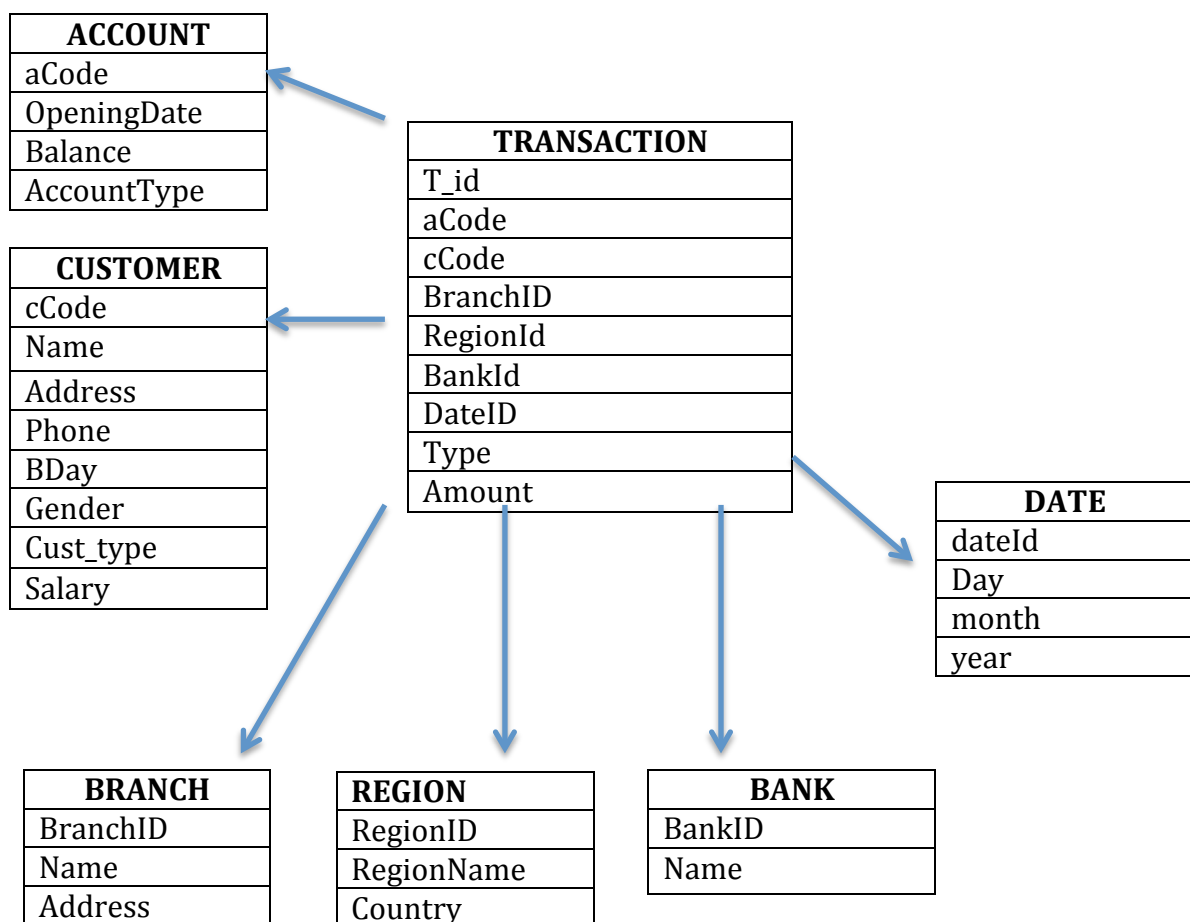 ACCOUNT
aCode
OpeningDate
Balance
AccountType
CUSTOMER
cCode
Name
Address
Phone
BDay
Gender
Cust_type
Salary
TRANSACTION
T_id
aCode
cCode
BranchID
RegionId
BankId
DateID
Type
Amount
DATE
dateId
Day
month
year
BRANCH
BranchID
Name
Address
REGION
RegionID
RegionName
Country
BANK
BankID
Name